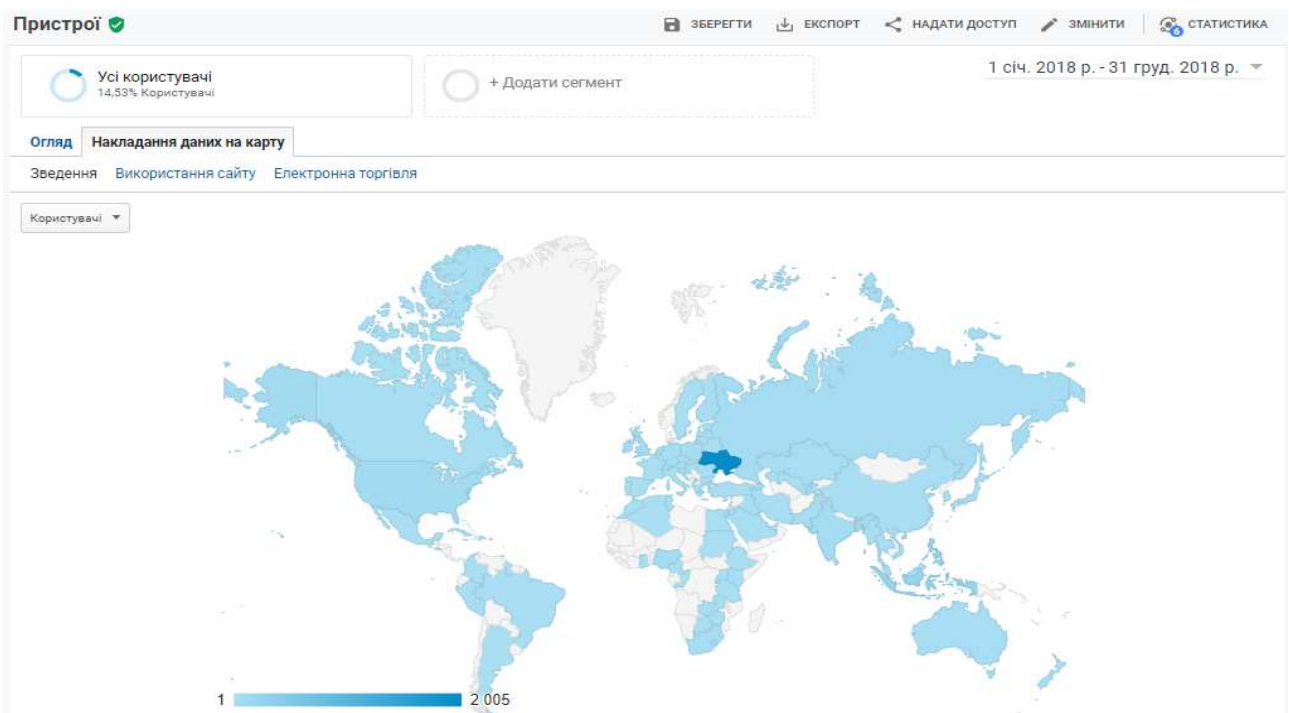 Пристрої
ЗБЕРЕГТИ ЕКСПОРТ НАДАТИ ДОСТУП ЗМІНИТИ 6 СТАТИСТИКА
Усі користувачі
14,53% Користувачі
+ Додати сегмент
1 січ. 2018 р. - 31 груд. 2018 р.
Огляд Накладання даних на карту
Зведення Використання сайту Електронна торгівля
Користувачі
1 2 005